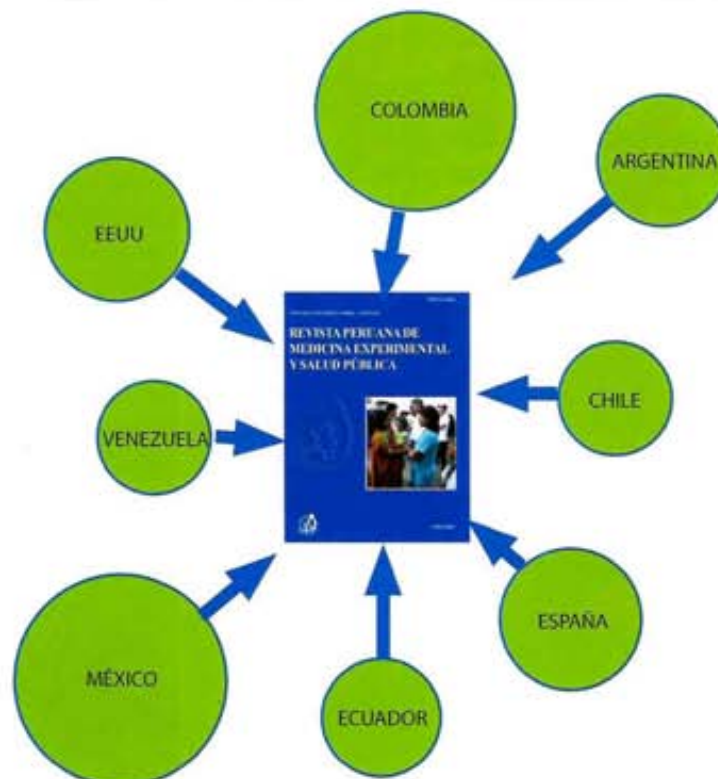 COLOMBIA
ARGENTINA
EEUU
REVISTA PERUANA DE
MEDICINA EXPERIMENTAL
Y SALUD PÚBLICA
CHILE
VENEZUELA
ESPAÑA
MÉXICO
ECUADOR